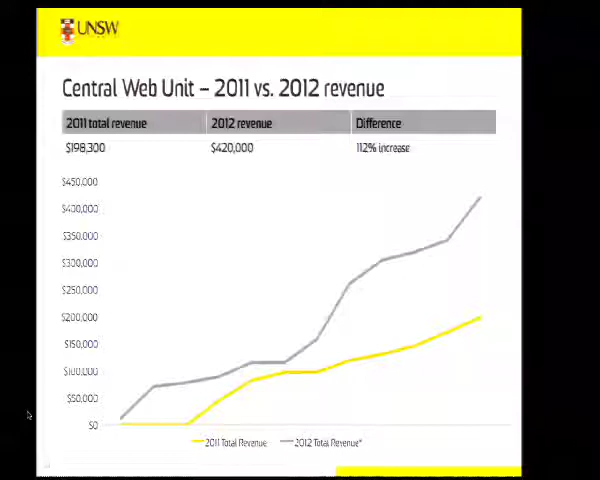 UNSW
Central Web Unit – 2011 vs. 2012 revenue
2011 total revenue 2012 revenue Difference
$198,300 $420,000 112% increase
$450,000
$400,000
$350,000
$300,000
$250,000
$200,000
$150,000
$100,000
$50,000
$0
2011 Total Revenue 2012 Total Revenue*